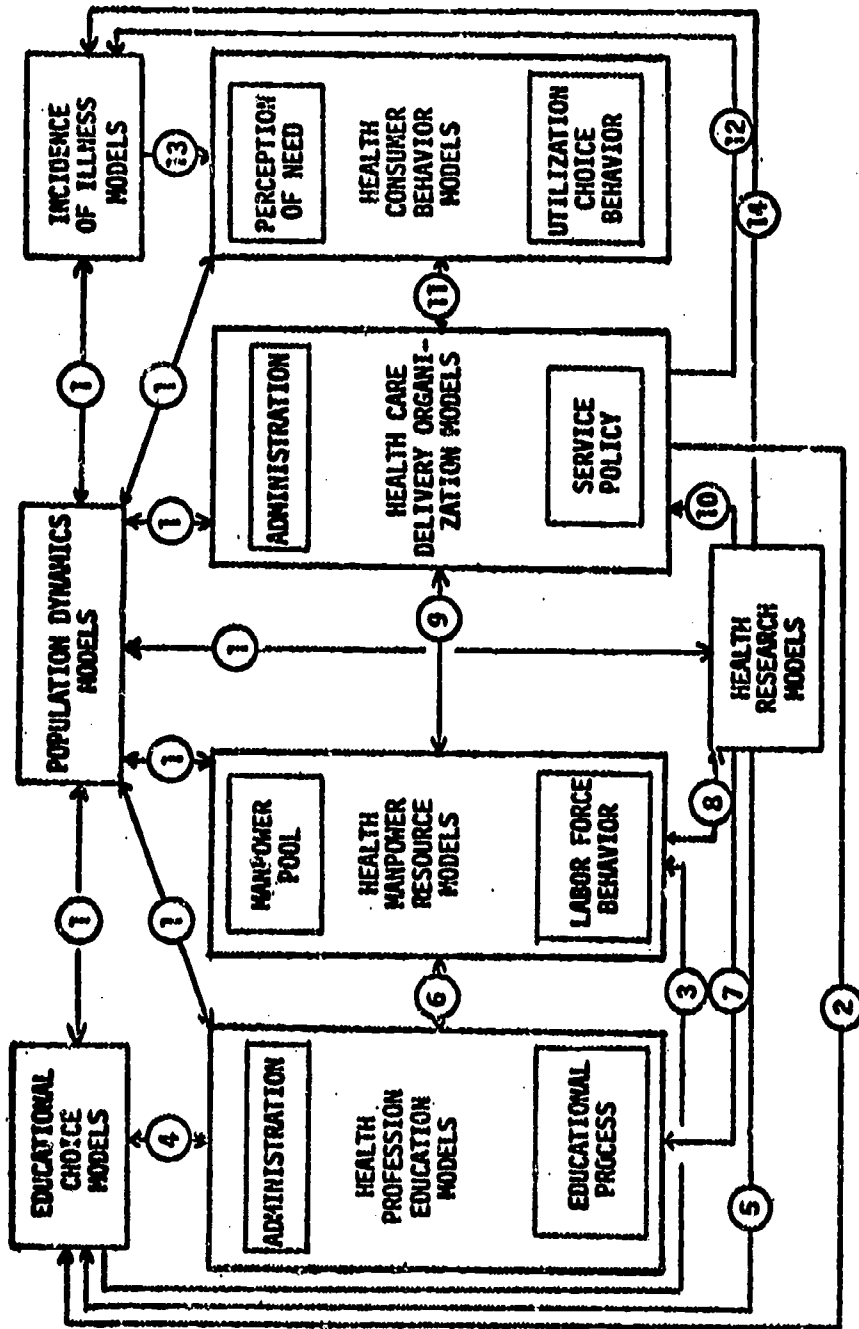 EDUCATIONAL
CHOICE
MODELS
POPULATION DYNAMICS
MODELS
INCIDENCE
OF ILLNESS
MODELS
1
1
4
1
1
1
1
1
13
ADMINISTRATION
HEALTH
PROFESSION
EDUCATION
MODELS
EDUCATIONAL
PROCESS
6
MANPOWER
POOL
HEALTH
MANPOWER
RESOURCE
MODELS
LABOR FORCE
BEHAVIOR
9
ADMINISTRATION
HEALTH CARE
DELIVERY ORGANI-
ZATION MODELS
SERVICE
POLICY
11
PERCEPTION
OF NEED
HEALTH
CONSUMER
BEHAVIOR
MODELS
UTILIZATION
CHOICE
BEHAVIOR
3
8
10
7
HEALTH
RESEARCH
MODELS
12
5
14
2